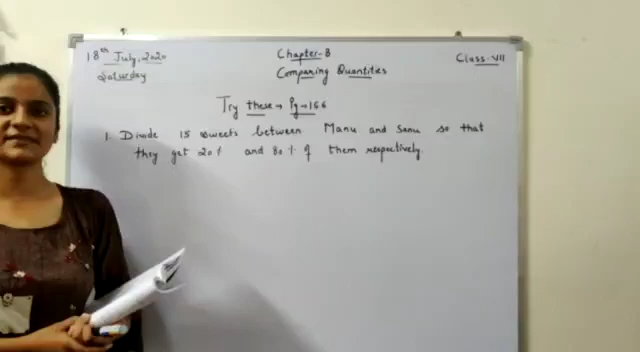 18th July, 2020
Saturday
Chapter-8
Comparing Quantities
Class-VII
Try these → Pg→166
1. Divide 15 sweets between Manu and Sonu so that
they get 20% and 80% of them respectively.